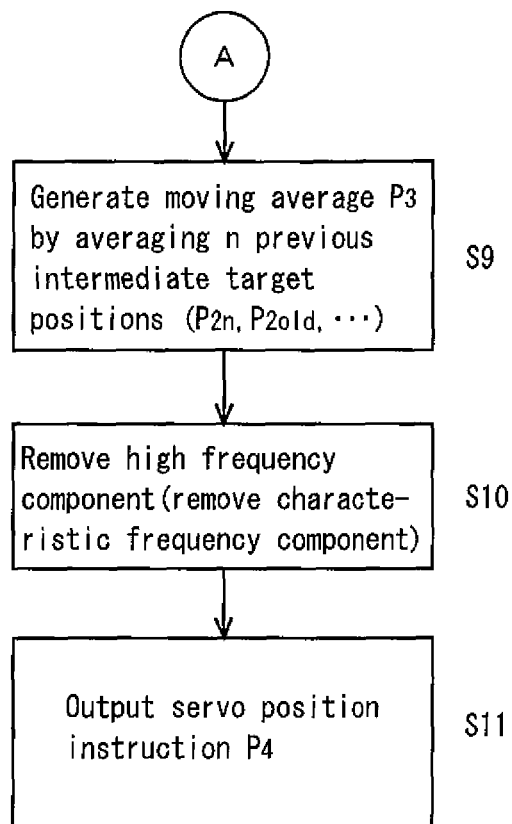 A
Generate moving average P3
by averaging n previous
intermediate target
positions (P2n, P2old, ···)
S9
Remove high frequency
component(remove characte-
ristic frequency component)
S10
Output servo position
instruction P4
S11